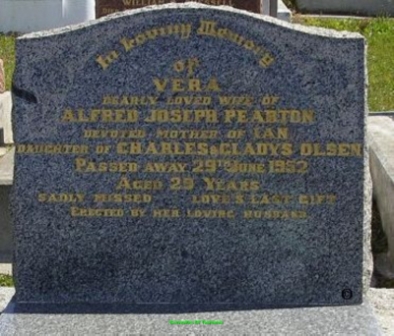 In Loving Memory
of
VERA
DEARLY LOVED WIFE OF
ALFRED JOSEPH PEARTON
DEVOTED MOTHER OF IAN
DAUGHTER OF CHARLES & GLADYS OLSEN
PASSED AWAY 29TH JUNE 1952
AGED 29 YEARS
SADLY MISSED LOVE'S LAST GIFT
ERECTED BY HER LOVING HUSBAND